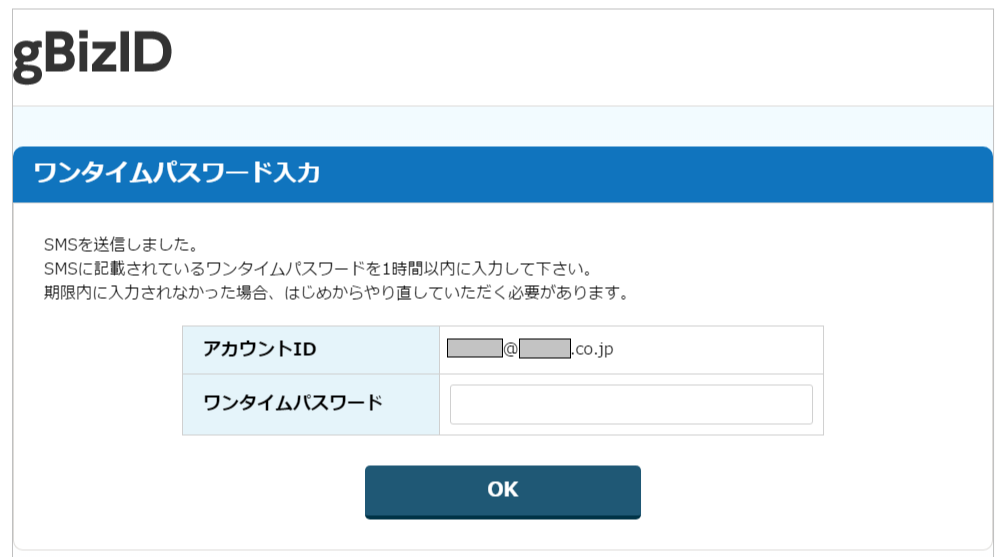 gBizID
ワンタイムパスワード入力
SMSを送信しました。
SMSに記載されているワンタイムパスワードを1時間以内に入力して下さい。
期限内に入力されなかった場合、はじめからやり直していただく必要があります。
アカウントID
@ .co.jp
ワンタイムパスワード
OK